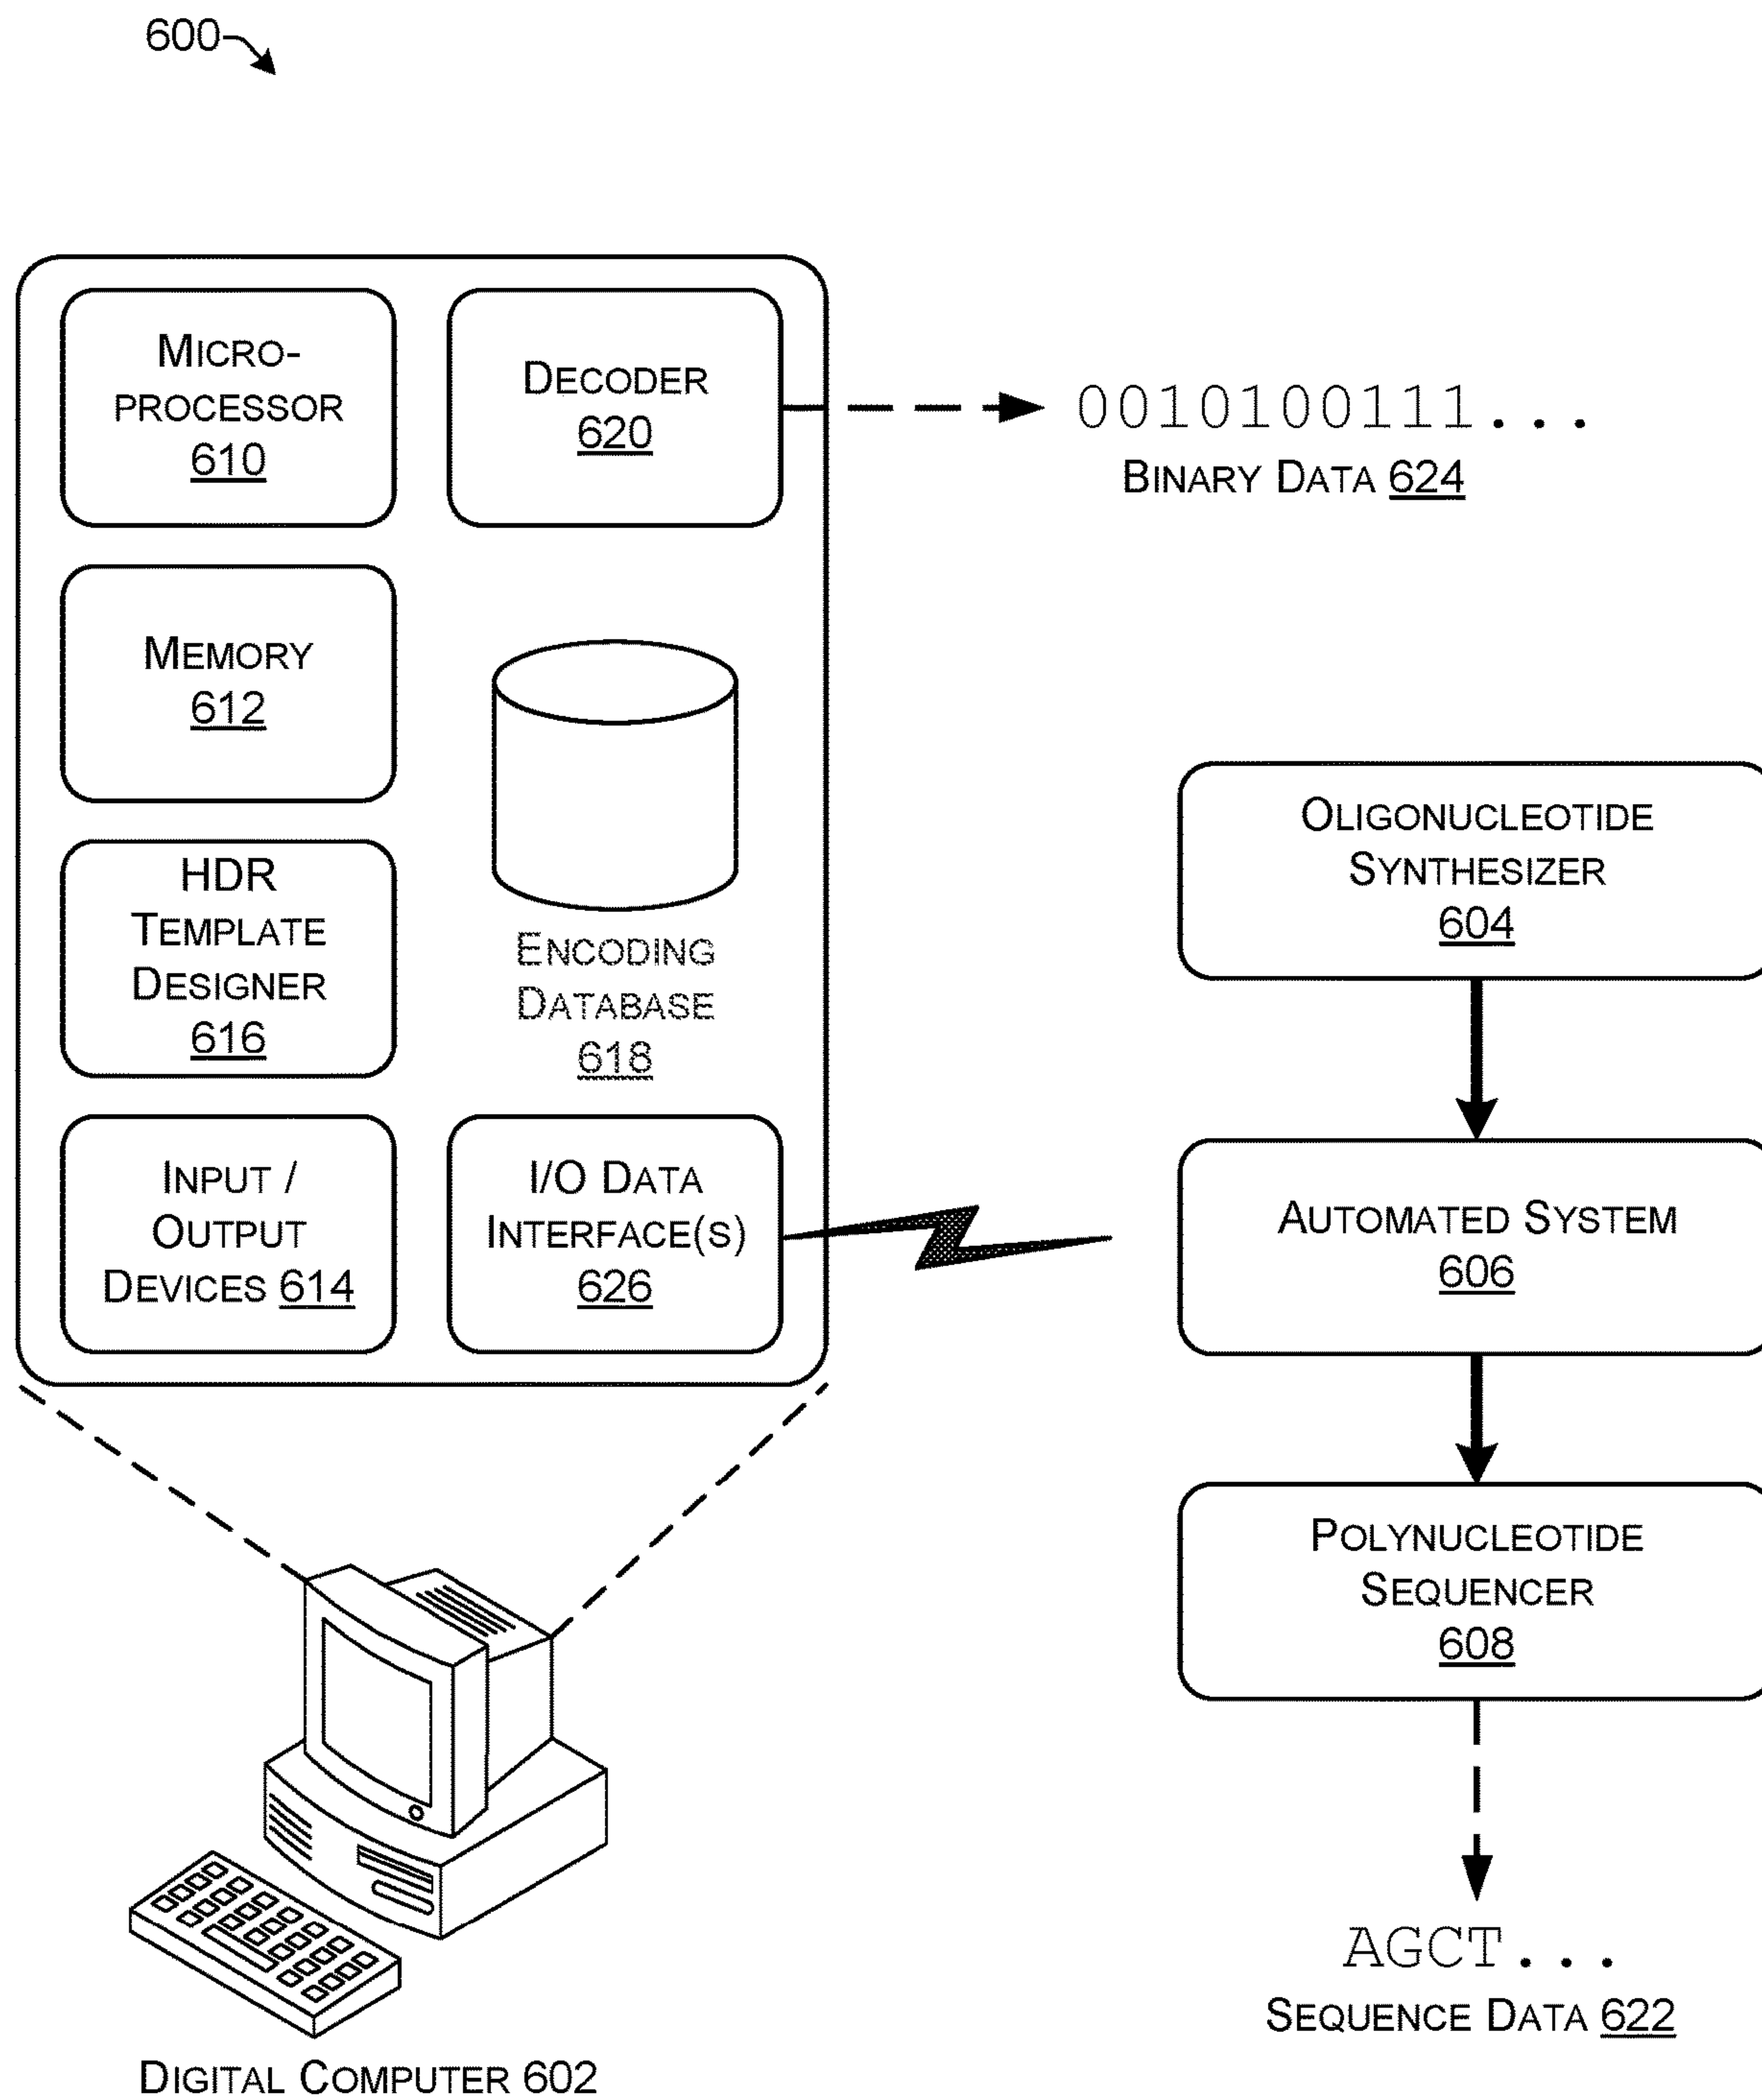 600
MICRO-
PROCESSOR
610
DECODER
620
0010100111...
BINARY DATA 624
MEMORY
612
HDR
TEMPLATE
DESIGNER
616
ENCODING
DATABASE
618
INPUT /
OUTPUT
DEVICES 614
I/O DATA
INTERFACE(S)
626
OLIGONUCLEOTIDE
SYNTHESIZER
604
AUTOMATED SYSTEM
606
POLYNUCLEOTIDE
SEQUENCER
608
AGCT...
SEQUENCE DATA 622
DIGITAL COMPUTER 602